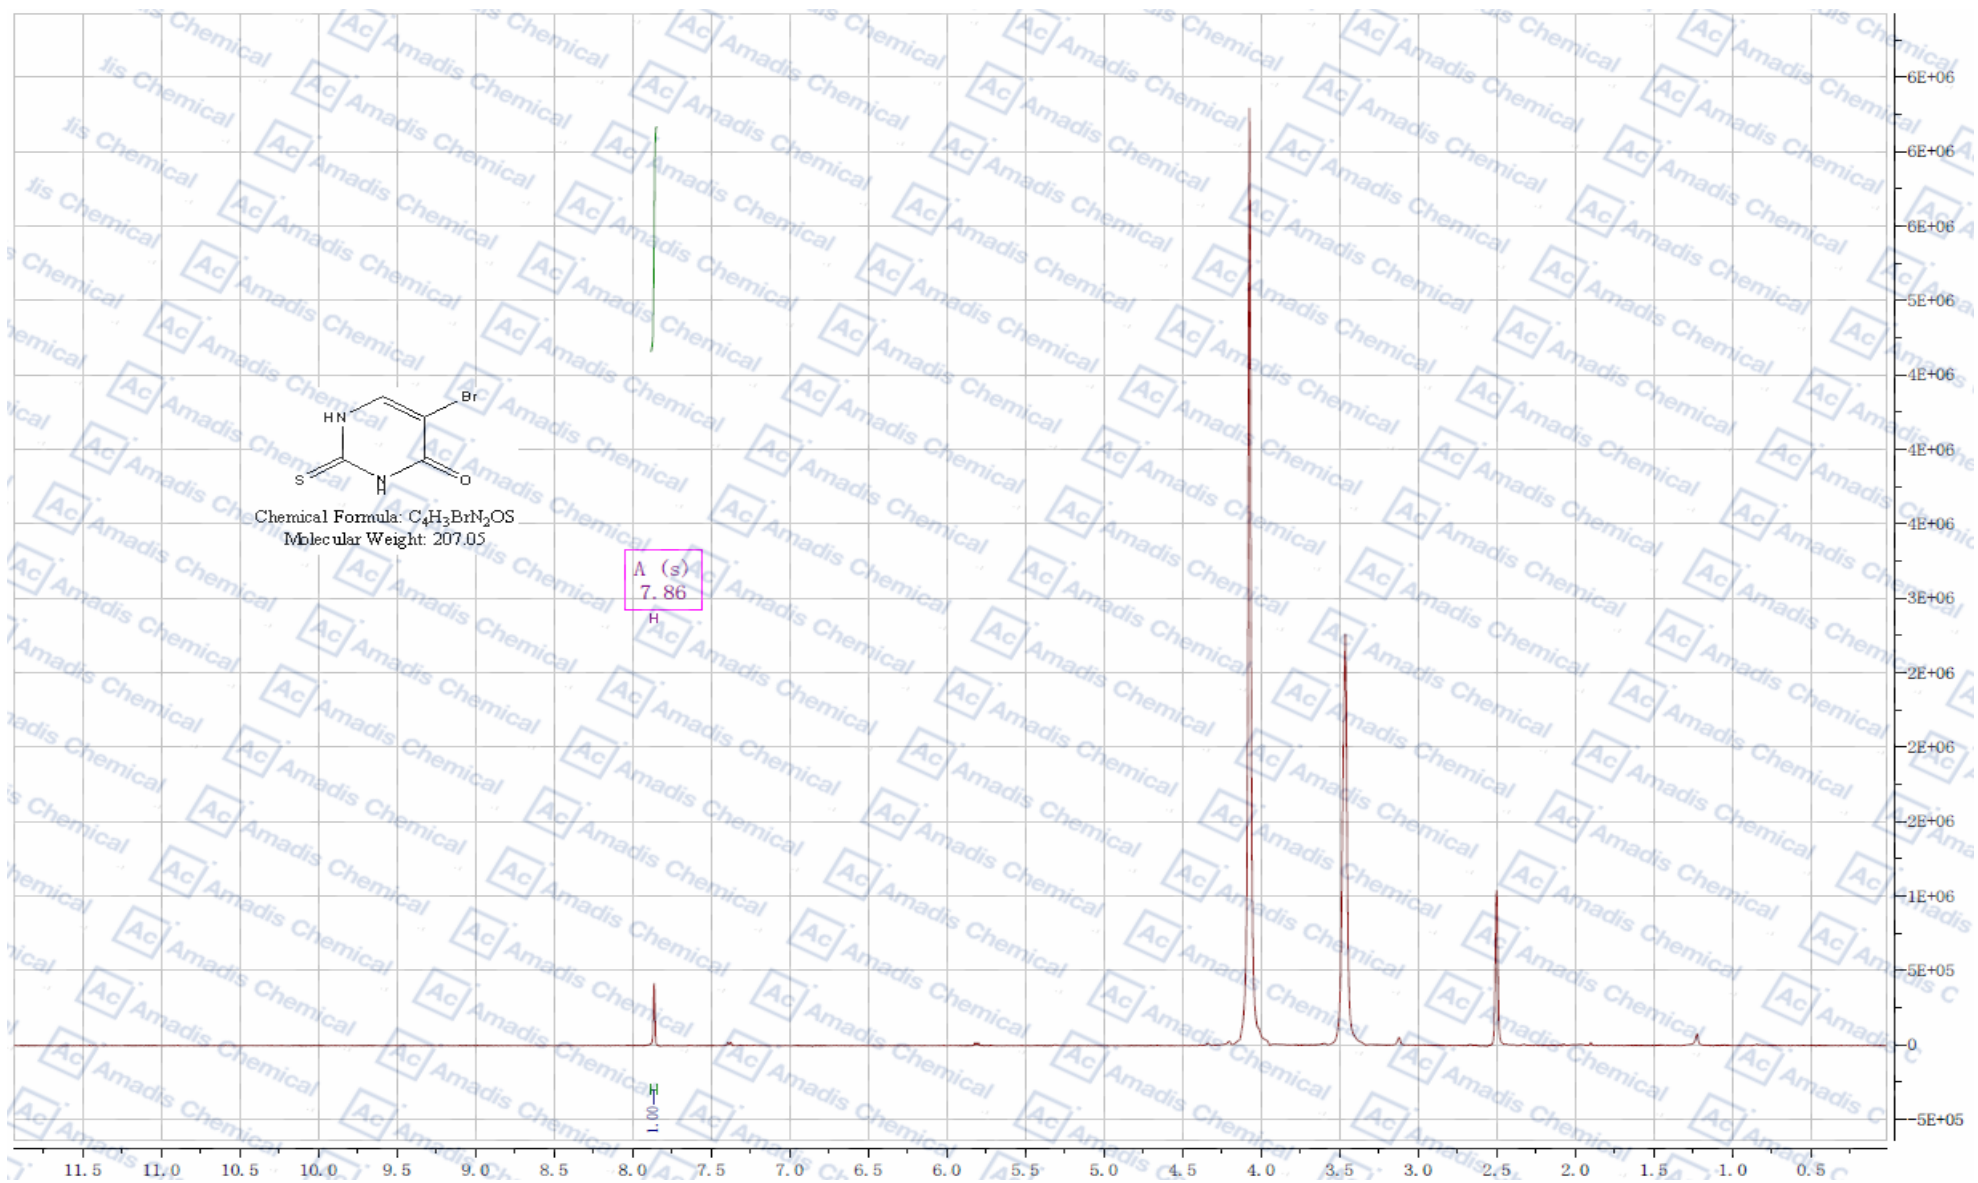 Ac Amadis Chemical
6E+06
6E+06
6E+06
5E+06
4E+06
4E+06
4E+06
3E+06
2E+06
2E+06
2E+06
1E+06
5E+05
0
-5E+05
Br
HN
S
N
H
O
Chemical Formula: C₄H₃BrN₂OS
Molecular Weight: 207.05
A (s)
7.86
H
H
1.00
11.5 11.0 10.5 10.0 9.5 9.0 8.5 8.0 7.5 7.0 6.5 6.0 5.5 5.0 4.5 4.0 3.5 3.0 2.5 2.0 1.5 1.0 0.5